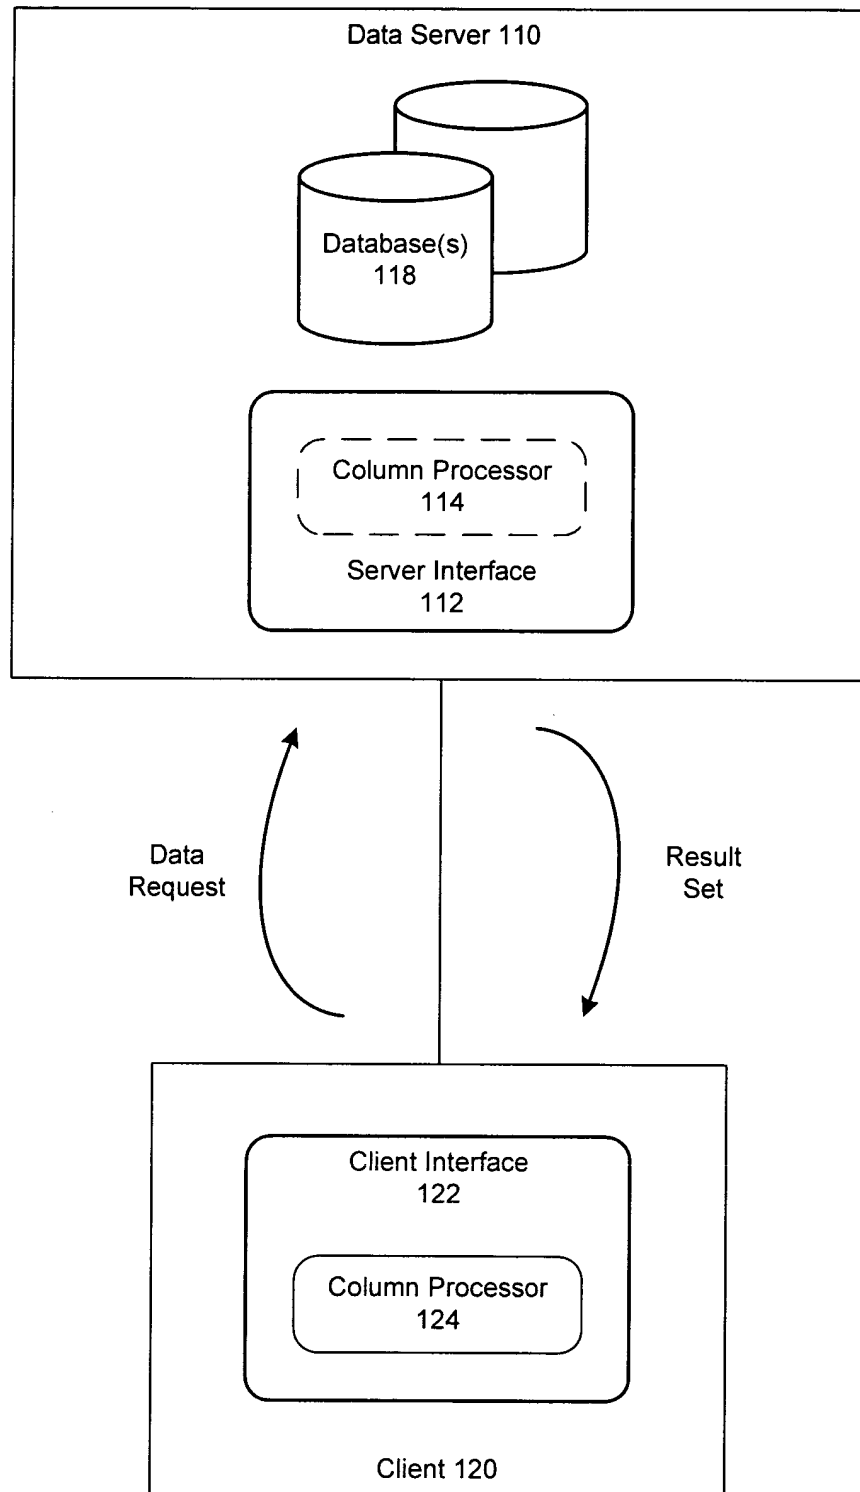 Data Server 110
Database(s)
118
Column Processor
114
Server Interface
112
Data
Request
Result
Set
Client Interface
122
Column Processor
124
Client 120